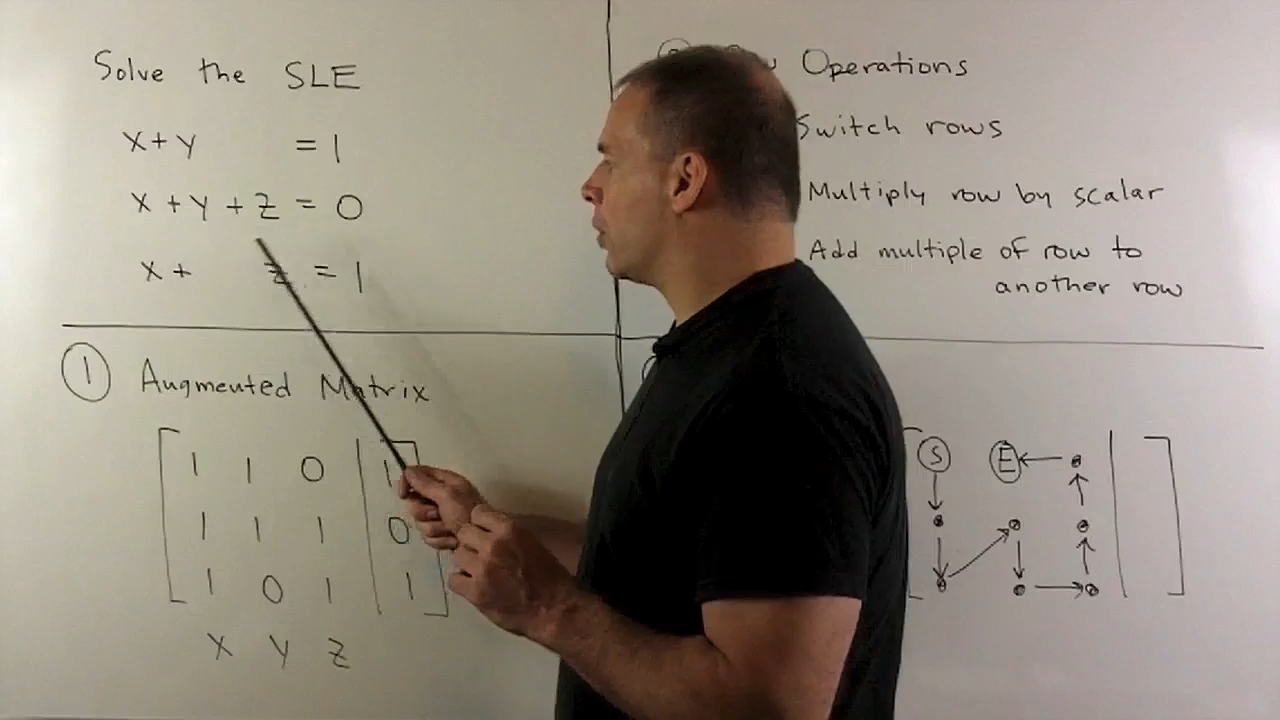 Solve the SLE
x + y = 1
x + y + z = 0
x + z = 1
Operations
Switch rows
Multiply row by scalar
Add multiple of row to
another row
① Augmented Matrix
1 1 0 | 1
1 1 1 | 0
1 0 1 | 1
x y z
S E